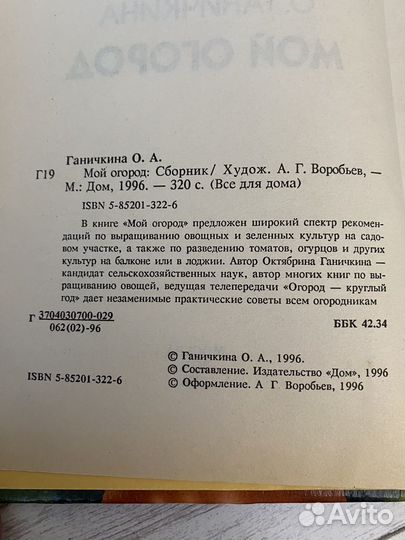 О. ГАНИЧКИНА
МОЙ ОГОРОД
Ганичкина О. А.
Г19 Мой огород: Сборник/ Худож. А. Г. Воробьев, —
М.: Дом, 1996. — 320 с. (Все для дома)
ISBN 5-85201-322-6
В книге «Мой огород» предложен широкий спектр рекомен-
даций по выращиванию овощных и зеленных культур на садо-
вом участке, а также по разведению томатов, огурцов и других
культур на балконе или в лоджии. Автор Октябрина Ганичкина —
кандидат сельскохозяйственных наук, автор многих книг по вы-
ращиванию овощей, ведущая телепередачи «Огород — круглый
год» дает незаменимые практические советы всем огородникам
Г 3704030700-029
062(02)-96 ББК 42.34
© Ганичкина О. А., 1996.
© Составление. Издательство «Дом», 1996
ISBN 5-85201-322-6 © Оформление. А Г Воробьев, 1996
Avito